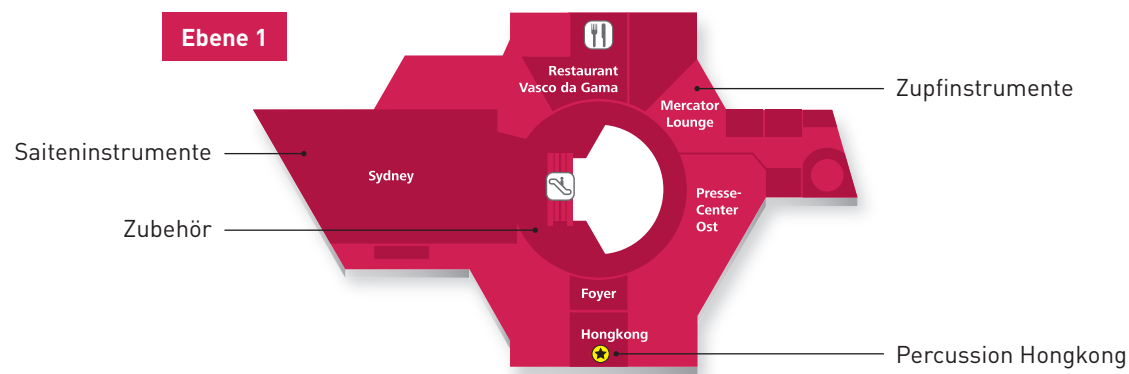 Ebene 1
Restaurant
Vasco da Gama
Zupfinstrumente
Mercator
Lounge
Saiteninstrumente
Sydney
Presse-
Center
Ost
Zubehör
Foyer
Hongkong
Percussion Hongkong